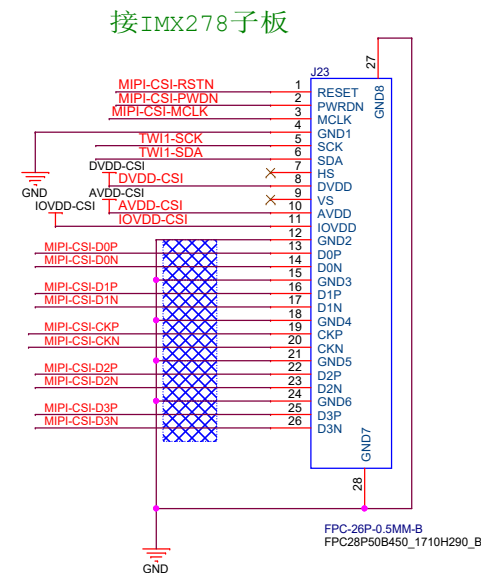 接IMX278子板
J23
27
GND8
MIPI-CSI-RSTN 1 RESET
MIPI-CSI-PWDN 2 PWRDN
MIPI-CSI-MCLK 3 MCLK
4 GND1
TWI1-SCK 5 SCK
TWI1-SDA 6 SDA
7 HS
DVDD-CSI
DVDD-CSI 8 DVDD
GND
9 VS
AVDD-CSI
AVDD-CSI 10 AVDD
IOVDD-CSI
IOVDD-CSI 11 IOVDD
12 GND2
MIPI-CSI-D0P 13 D0P
MIPI-CSI-D0N 14 D0N
15 GND3
MIPI-CSI-D1P 16 D1P
MIPI-CSI-D1N 17 D1N
18 GND4
MIPI-CSI-CKP 19 CKP
MIPI-CSI-CKN 20 CKN
21 GND5
MIPI-CSI-D2P 22 D2P
MIPI-CSI-D2N 23 D2N
24 GND6
MIPI-CSI-D3P 25 D3P
MIPI-CSI-D3N 26 D3N
GND7
28
FPC-26P-0.5MM-B
FPC28P50B450_1710H290_B
GND